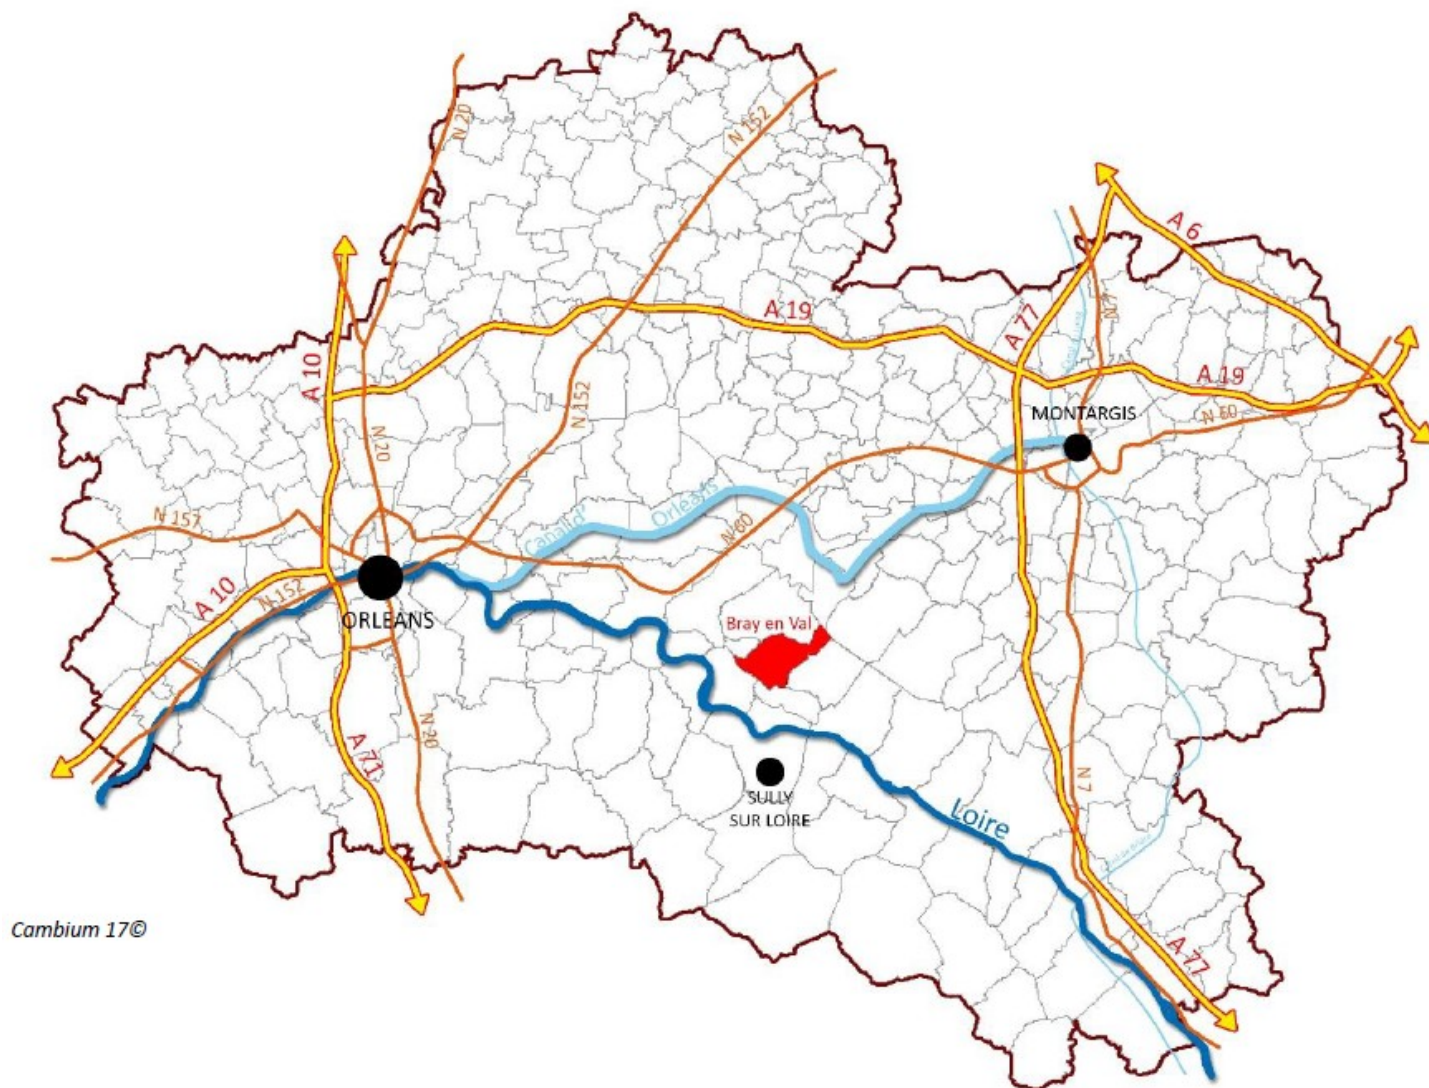 N 20
N 152
A 6
A 19
A 77
N 7
A 10
A 19
MONTARGIS
N 60
N 152
N 20
Orléans
Canal d'
N 60
N 157
A 10
N 152
ORLEANS
Bray en Val
A 71
N 20
SULLY
SUR LOIRE
Loire
N 7
A 77
Cambium 17©